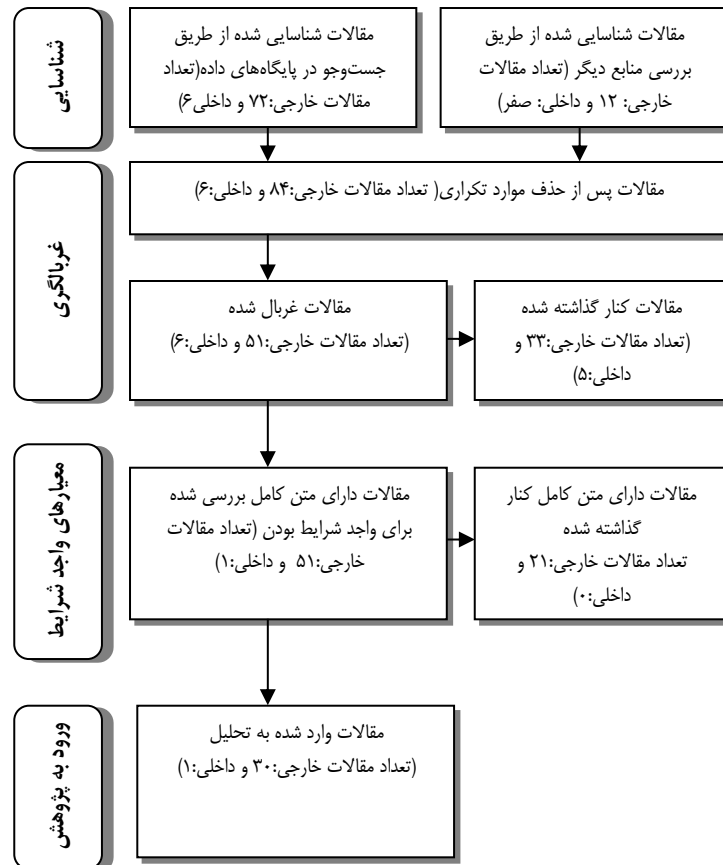 شناسایی
مقالات شناسایی شده از طریق
بررسی منابع دیگر (تعداد مقالات
خارجی: ۱۲ و داخلی: صفر)
مقالات شناسایی شده از طریق
جست‌وجو در پایگاه‌های داده(تعداد
مقالات خارجی:۷۲ و داخلی۶)
غربالگری
مقالات پس از حذف موارد تکراری( تعداد مقالات خارجی:۸۴ و داخلی:۶)
مقالات غربال شده
(تعداد مقالات خارجی:۵۱ و داخلی:۶)
مقالات کنار گذاشته شده
(تعداد مقالات خارجی:۳۳ و
داخلی:۵)
معیارهای واجد شرایط
مقالات دارای متن کامل بررسی شده
برای واجد شرایط بودن (تعداد مقالات
خارجی:۵۱ و داخلی:۱)
مقالات دارای متن کامل کنار
گذاشته شده
تعداد مقالات خارجی:۲۱ و
داخلی:۰)
ورود به پژوهش
مقالات وارد شده به تحلیل
(تعداد مقالات خارجی:۳۰ و داخلی:۱)